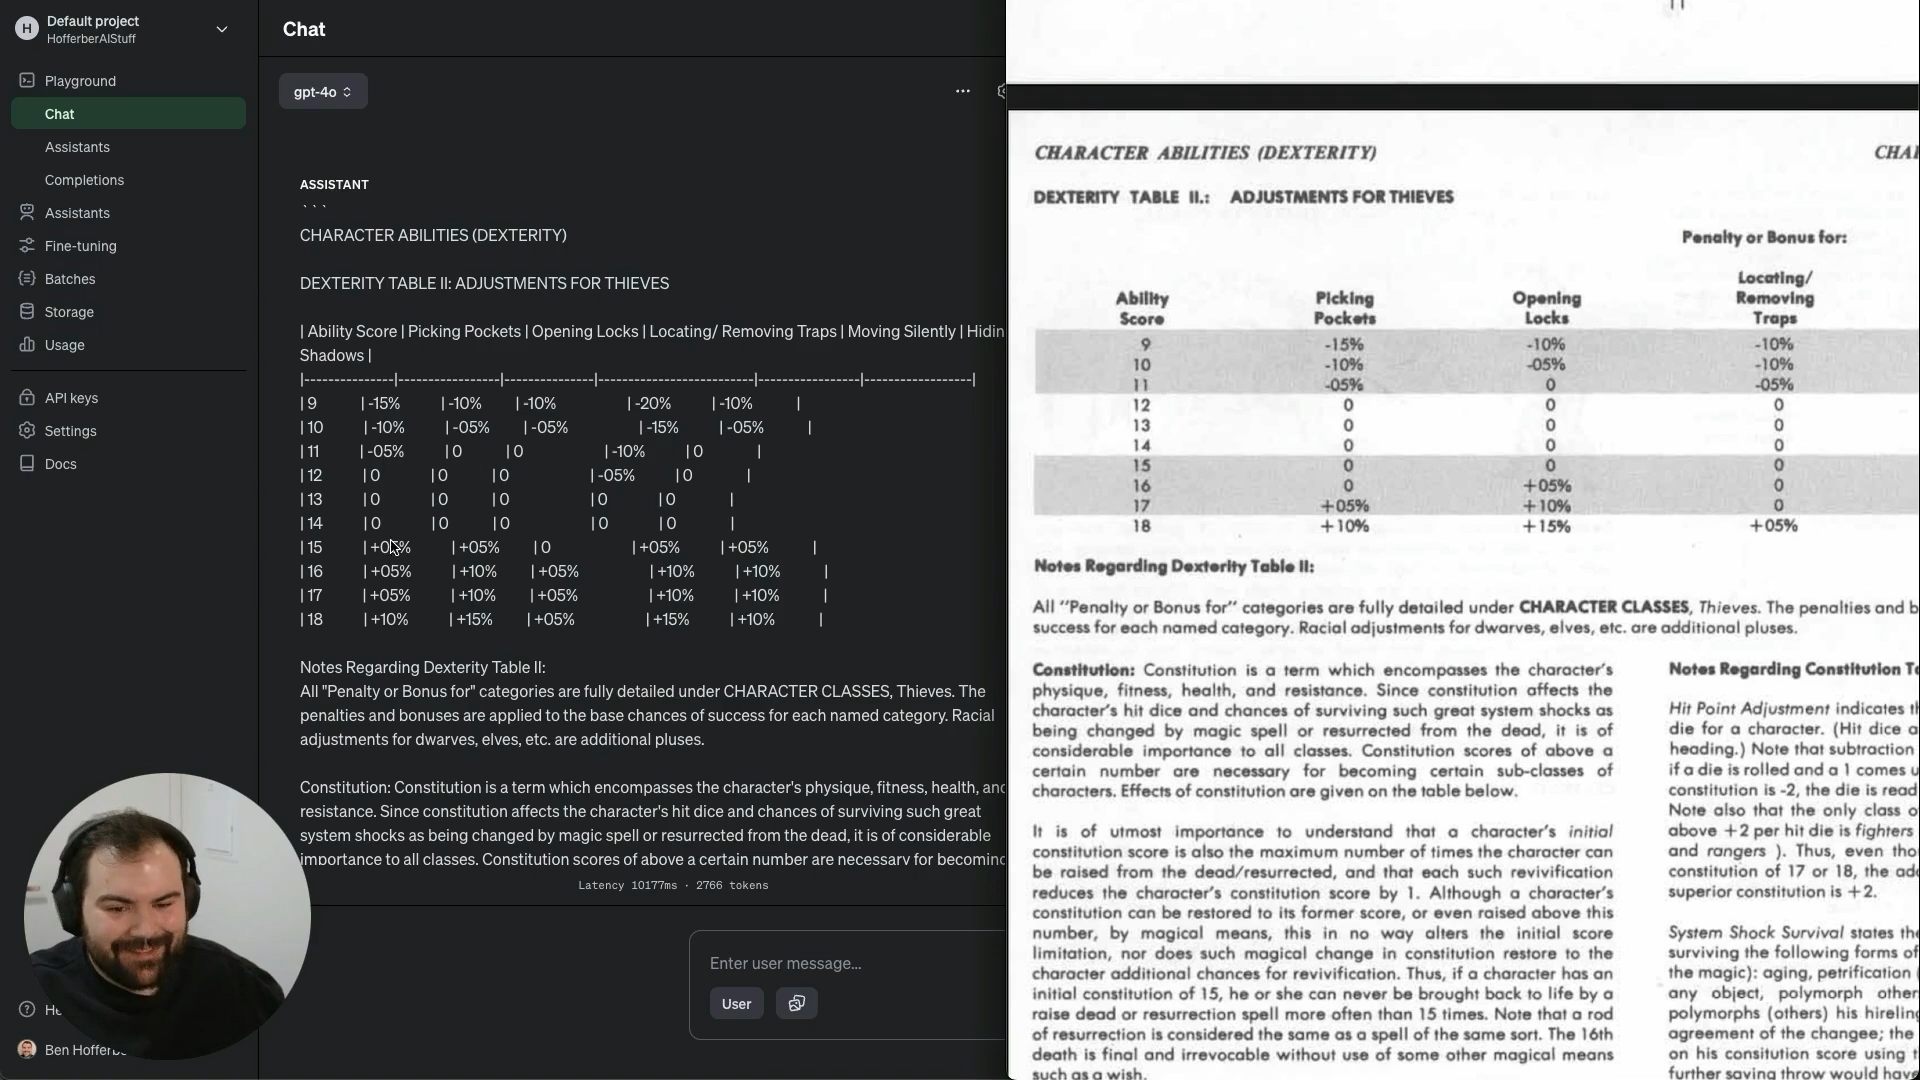 H
Default project
HofferberAIStuff
Playground
Chat
Assistants
Completions
Assistants
Fine-tuning
Batches
Storage
Usage
API keys
Settings
Docs
Ben Hofferbe
Chat
gpt-4o
ASSISTANT
```
CHARACTER ABILITIES (DEXTERITY)
DEXTERITY TABLE II: ADJUSTMENTS FOR THIEVES
| Ability Score | Picking Pockets | Opening Locks | Locating/ Removing Traps | Moving Silently | Hidin
Shadows |
|---------------|-----------------|---------------|--------------------------|-----------------|------------------|
| 9 | -15% | -10% | -10% | -20% | -10% |
| 10 | -10% | -05% | -05% | -15% | -05% |
| 11 | -05% | 0 | 0 | -10% | 0 |
| 12 | 0 | 0 | 0 | -05% | 0 |
| 13 | 0 | 0 | 0 | 0 | 0 |
| 14 | 0 | 0 | 0 | 0 | 0 |
| 15 | +05% | +05% | 0 | +05% | +05% |
| 16 | +05% | +10% | +05% | +10% | +10% |
| 17 | +05% | +10% | +05% | +10% | +10% |
| 18 | +10% | +15% | +05% | +15% | +10% |
Notes Regarding Dexterity Table II:
All "Penalty or Bonus for" categories are fully detailed under CHARACTER CLASSES, Thieves. The
penalties and bonuses are applied to the base chances of success for each named category. Racial
adjustments for dwarves, elves, etc. are additional pluses.
Constitution: Constitution is a term which encompasses the character's physique, fitness, health, and
resistance. Since constitution affects the character's hit dice and chances of surviving such great
system shocks as being changed by magic spell or resurrected from the dead, it is of considerable
importance to all classes. Constitution scores of above a certain number are necessary for becoming
Latency 10177ms · 2766 tokens
Enter user message...
User
CHARACTER ABILITIES (DEXTERITY)
CHAI
DEXTERITY TABLE II.: ADJUSTMENTS FOR THIEVES
Penalty or Bonus for:
Ability Score Picking Pockets Opening Locks Locating/ Removing Traps
9 -15% -10% -10%
10 -10% -05% -10%
11 -05% 0 -05%
12 0 0 0
13 0 0 0
14 0 0 0
15 0 0 0
16 0 +05% 0
17 +05% +10% 0
18 +10% +15% +05%
Notes Regarding Dexterity Table II:
All "Penalty or Bonus for" categories are fully detailed under CHARACTER CLASSES, Thieves. The penalties and b
success for each named category. Racial adjustments for dwarves, elves, etc. are additional pluses.
Constitution: Constitution is a term which encompasses the character's
physique, fitness, health, and resistance. Since constitution affects the
character's hit dice and chances of surviving such great system shocks as
being changed by magic spell or resurrected from the dead, it is of
considerable importance to all classes. Constitution scores of above a
certain number are necessary for becoming certain sub-classes of
characters. Effects of constitution are given on the table below.
It is of utmost importance to understand that a character's initial
constitution score is also the maximum number of times the character can
be raised from the dead/resurrected, and that each such revivification
reduces the character's constitution score by 1. Although a character's
constitution can be restored to its former score, or even raised above this
number, by magical means, this in no way alters the initial score
limitation, nor does such magical change in constitution restore to the
character additional chances for revivification. Thus, if a character has an
initial constitution of 15, he or she can never be brought back to life by a
raise dead or resurrection spell more often than 15 times. Note that a rod
of resurrection is considered the same as a spell of the same sort. The 16th
death is final and irrevocable without use of some other magical means
such as a wish.
Notes Regarding Constitution Ta
Hit Point Adjustment indicates th
die for a character. (Hit dice a
heading.) Note that subtraction
if a die is rolled and a 1 comes u
constitution is -2, the die is read
Note also that the only class of
above +2 per hit die is fighters
and rangers ). Thus, even tho
constitution of 17 or 18, the ad
superior constitution is +2.
System Shock Survival states the
surviving the following forms of
the magic): aging, petrification (
any object, polymorph other
polymorphs (others) his hireling
agreement of the changee; the
on his consitution score using t
further saving throw would hav